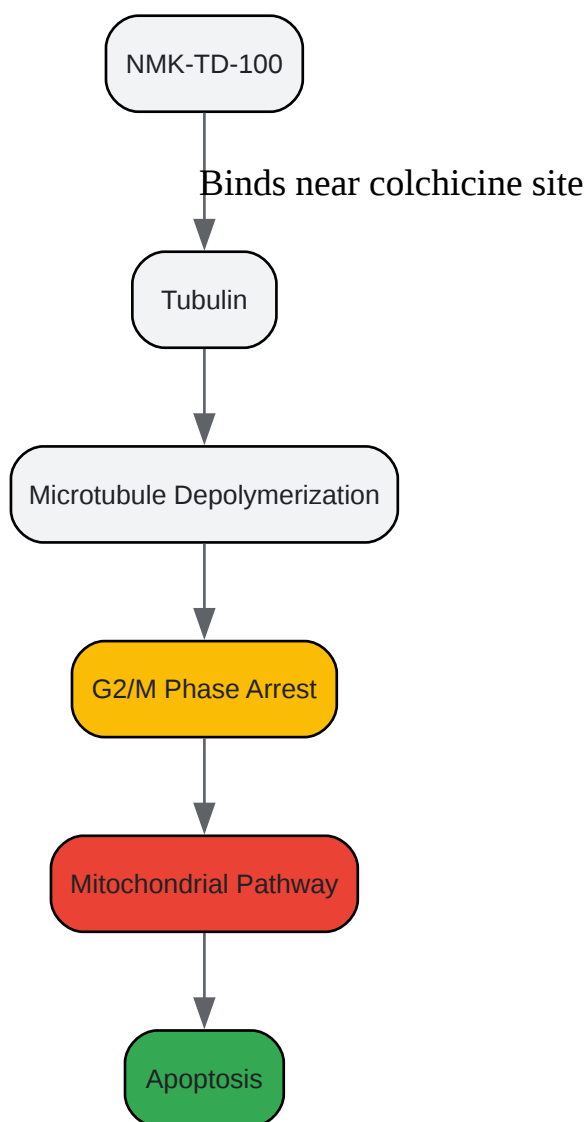 NMK-TD-100
Binds near colchicine site
Tubulin
Microtubule Depolymerization
G2/M Phase Arrest
Mitochondrial Pathway
Apoptosis